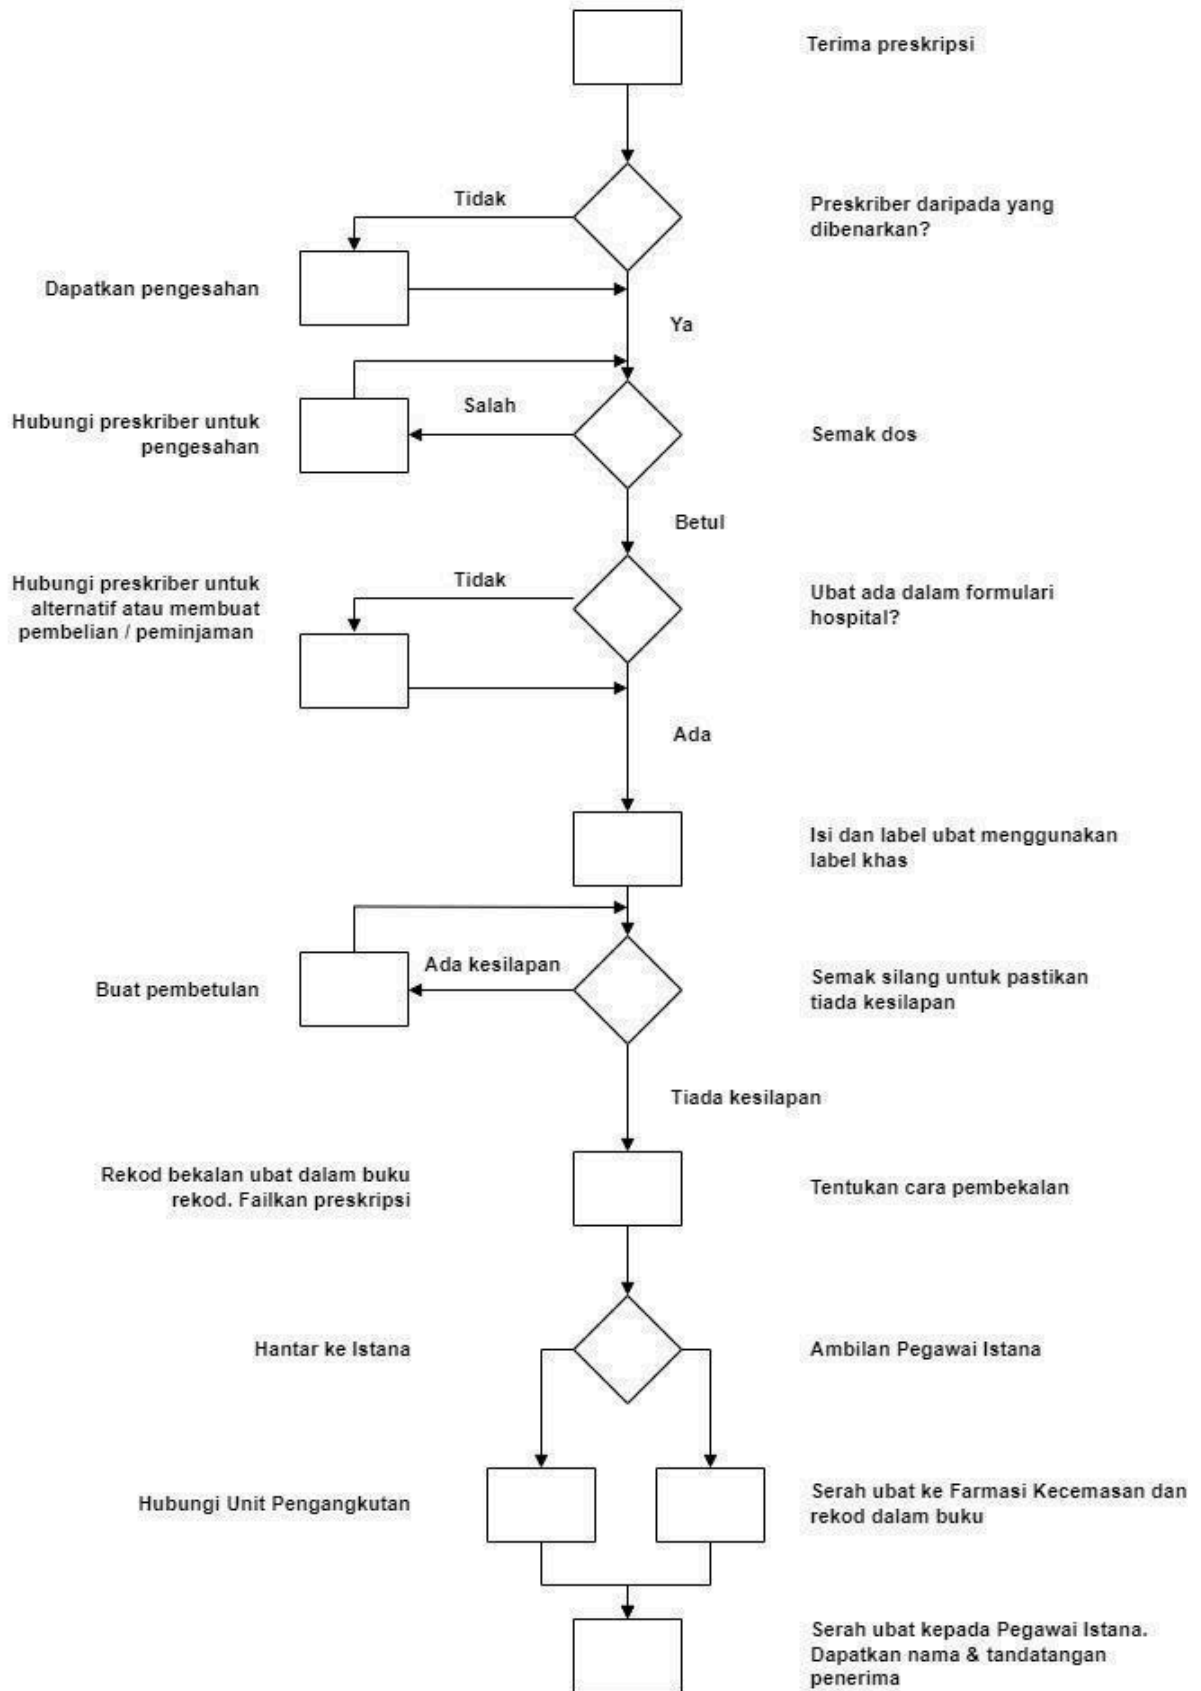 Terima preskripsi
Tidak
Preskriber daripada yang
dibenarkan?
Dapatkan pengesahan
Ya
Salah
Hubungi preskriber untuk
pengesahan
Semak dos
Betul
Hubungi preskriber untuk
alternatif atau membuat
pembelian / peminjaman
Tidak
Ubat ada dalam formulari
hospital?
Ada
Isi dan label ubat menggunakan
label khas
Ada kesilapan
Buat pembetulan
Semak silang untuk pastikan
tiada kesilapan
Tiada kesilapan
Rekod bekalan ubat dalam buku
rekod. Failkan preskripsi
Tentukan cara pembekalan
Hantar ke Istana
Ambilan Pegawai Istana
Hubungi Unit Pengangkutan
Serah ubat ke Farmasi Kecemasan dan
rekod dalam buku
Serah ubat kepada Pegawai Istana.
Dapatkan nama & tandatangan
penerima